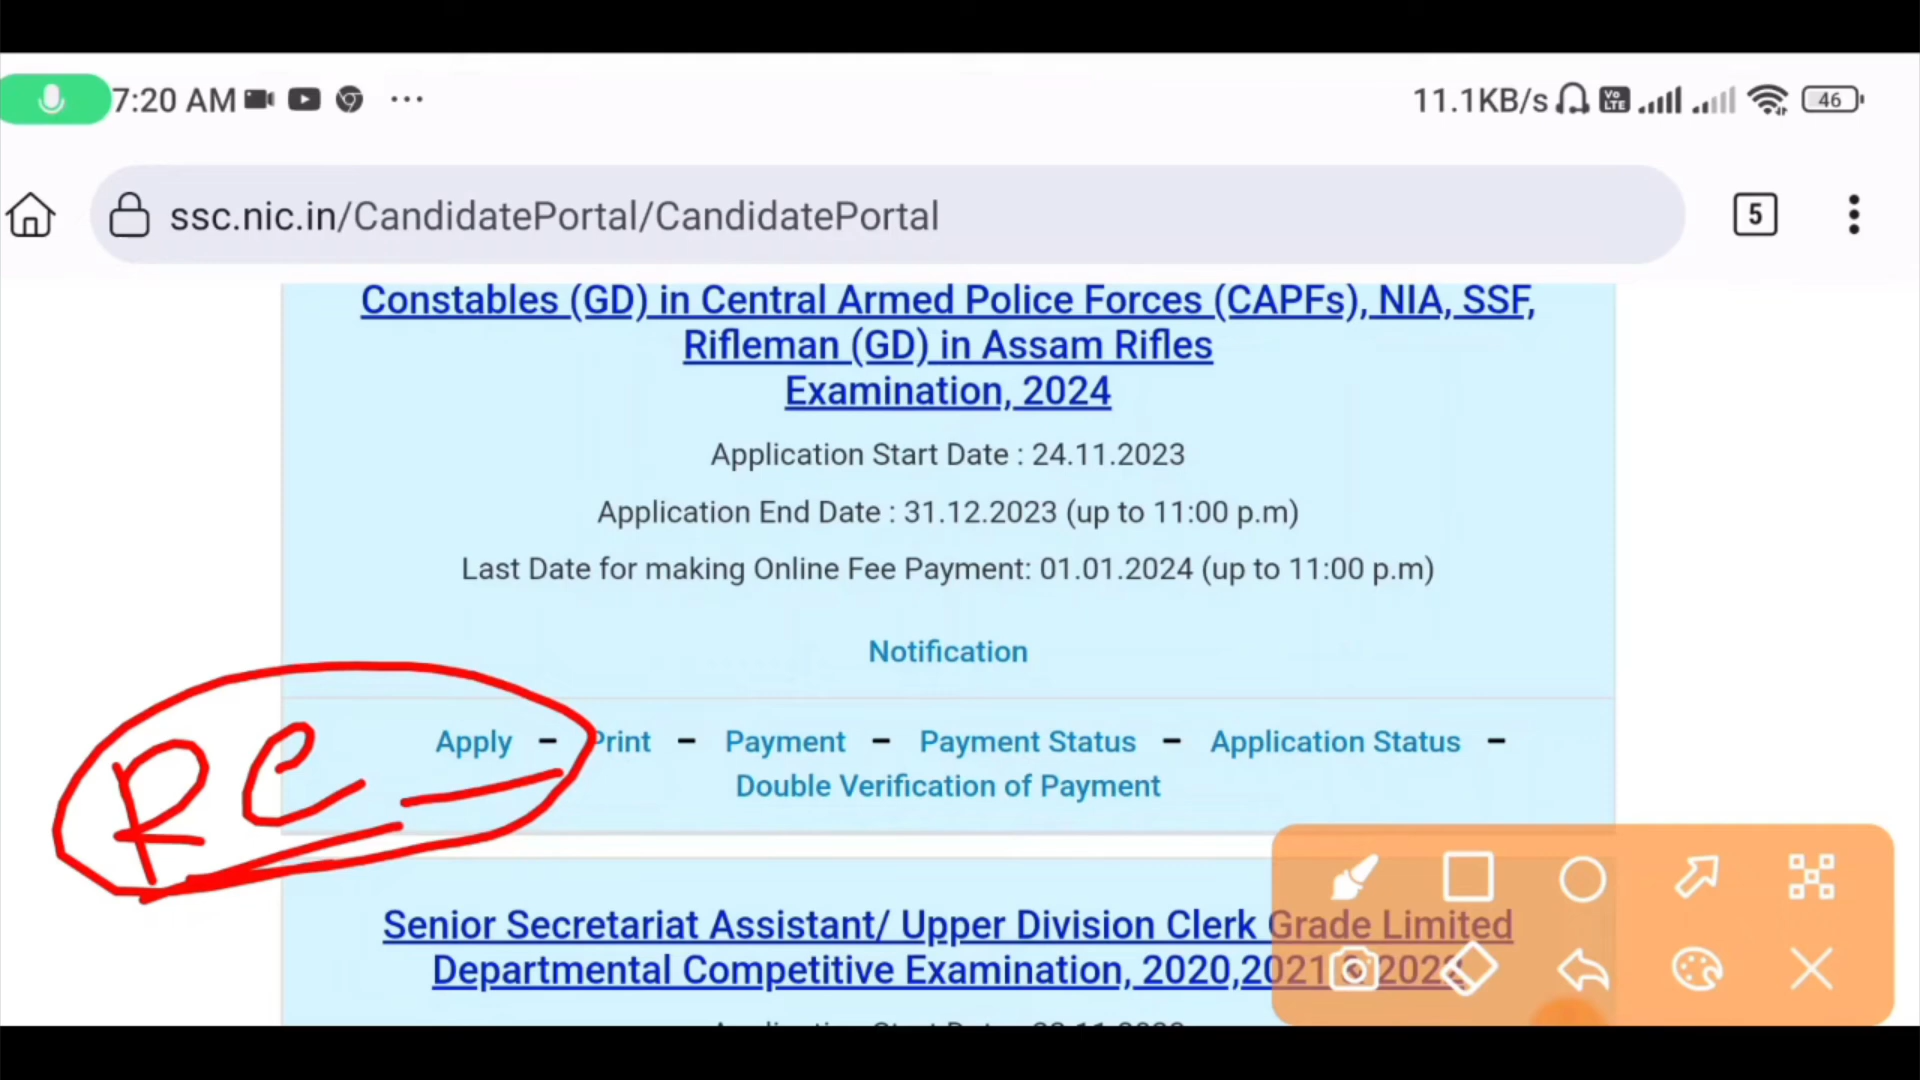 7:20 AM ... 11.1KB/s Vo LTE 46
ssc.nic.in/CandidatePortal/CandidatePortal 5
Constables (GD) in Central Armed Police Forces (CAPFs), NIA, SSF,
Rifleman (GD) in Assam Rifles
Examination, 2024
Application Start Date : 24.11.2023
Application End Date : 31.12.2023 (up to 11:00 p.m)
Last Date for making Online Fee Payment: 01.01.2024 (up to 11:00 p.m)
Notification
Apply – Print – Payment – Payment Status – Application Status –
RC
Double Verification of Payment
Senior Secretariat Assistant/ Upper Division Clerk Grade Limited
Departmental Competitive Examination, 2020,2021